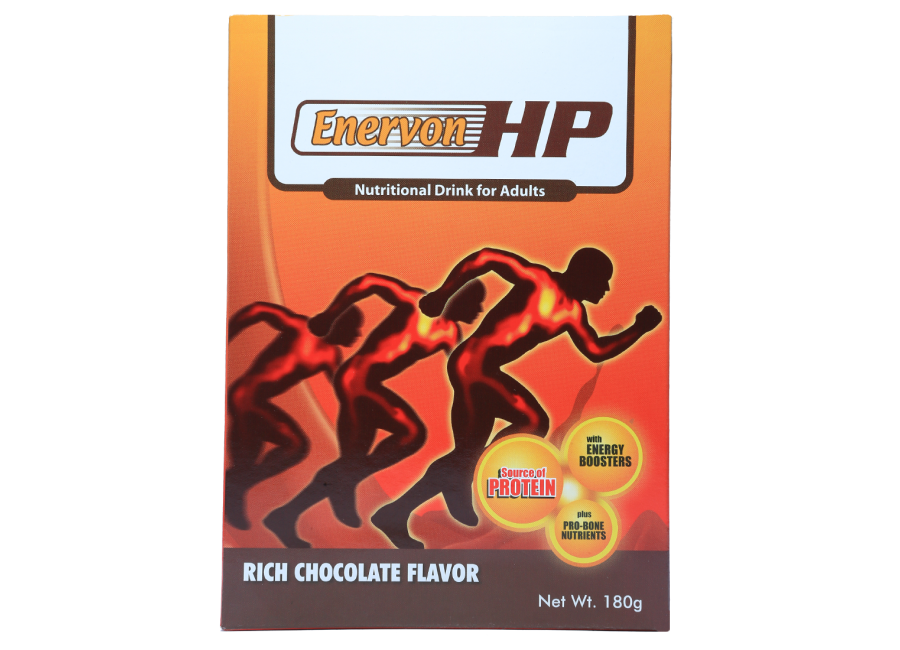 Enervon HP
Nutritional Drink for Adults
Source of
PROTEIN
with
ENERGY
BOOSTERS
plus
PRO-BONE
NUTRIENTS
RICH CHOCOLATE FLAVOR
Net Wt. 180g